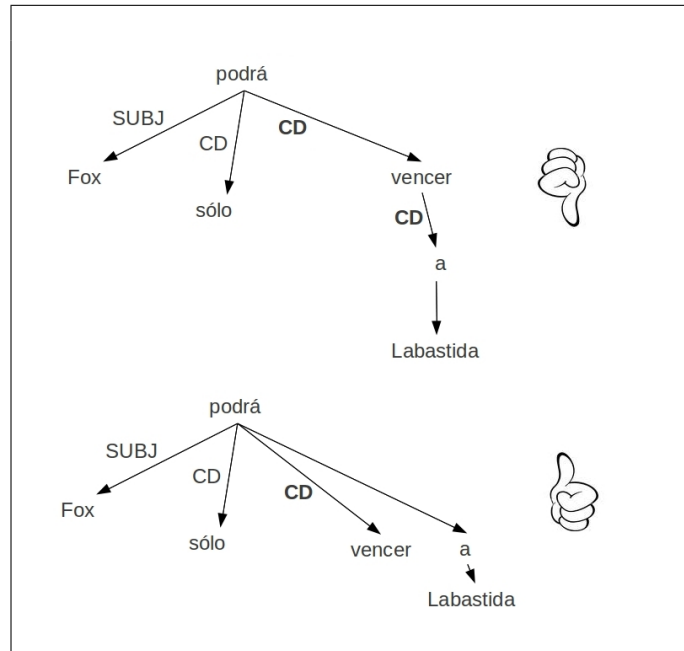 podrá
SUBJ CD CD
Fox sólo vencer
CD
a
Labastida
podrá
SUBJ CD CD
Fox sólo vencer a
Labastida